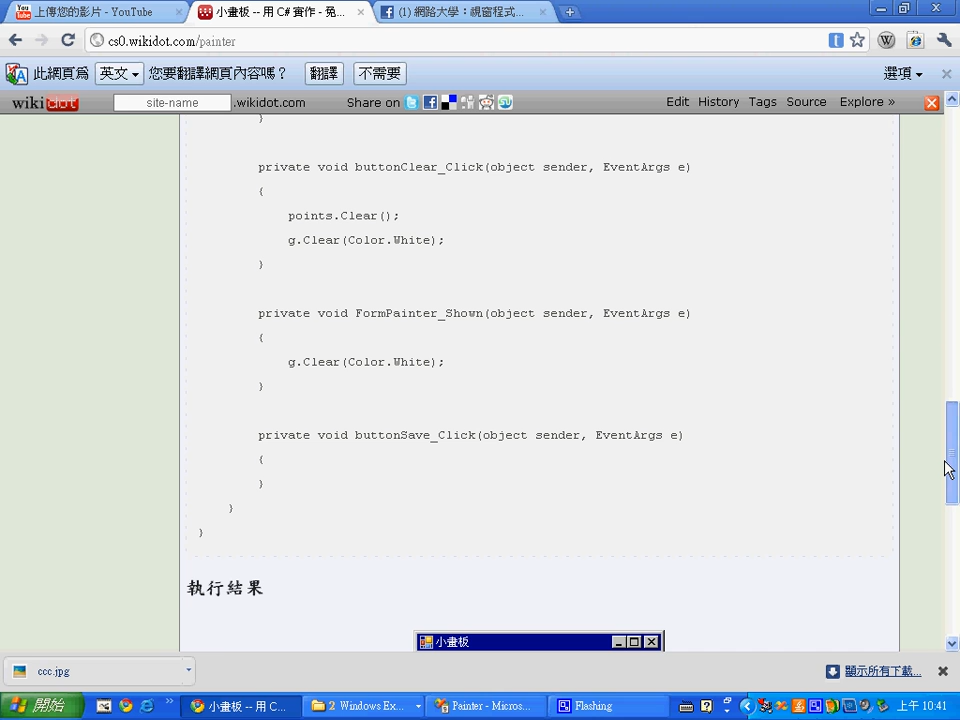 上傳您的影片 - YouTube
小畫板 -- 用 C# 實作 - 免...
(1) 網路大學：視窗程式...
cs0.wikidot.com/painter
此網頁為 英文 您要翻譯網頁內容嗎？ 翻譯 不需要 選項
wikidot site-name .wikidot.com Share on Edit History Tags Source Explore »
}
private void buttonClear_Click(object sender, EventArgs e)
{
points.Clear();
g.Clear(Color.White);
}
private void FormPainter_Shown(object sender, EventArgs e)
{
g.Clear(Color.White);
}
private void buttonSave_Click(object sender, EventArgs e)
{
}
}
}
執行結果
小畫板
ccc.jpg
顯示所有下載...
開始
小畫板 -- 用 C...
2 Windows Ex...
Painter - Micros...
Flashing
上午 10:41